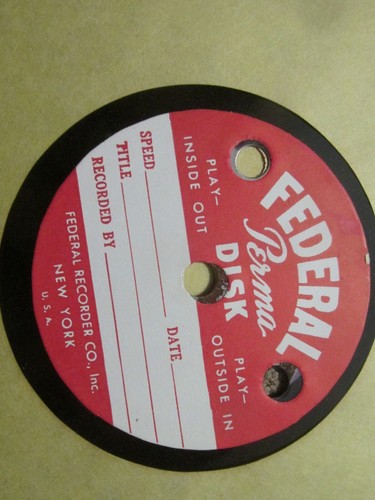 FEDERAL
Perma
DISK
PLAY— INSIDE OUT
PLAY— OUTSIDE IN
SPEED DATE
TITLE
RECORDED BY
FEDERAL RECORDER CO., Inc.
NEW YORK
U. S. A.